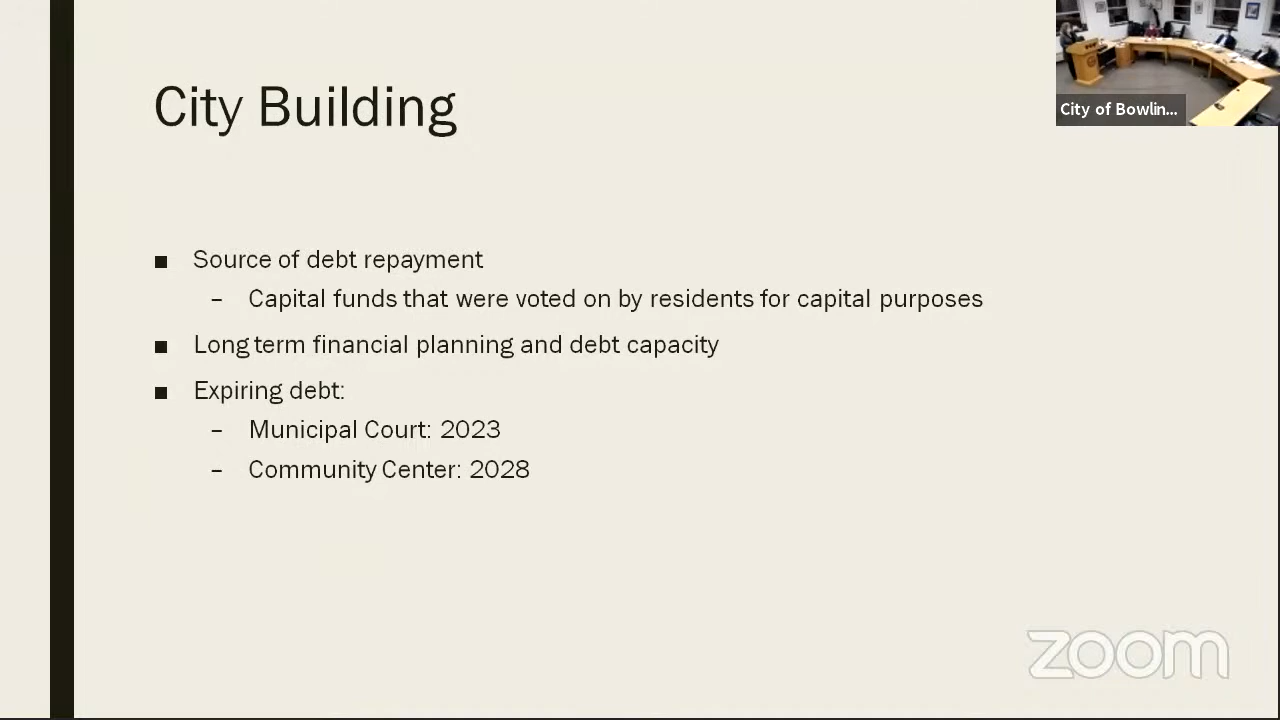 City Building
City of Bowlin...
■ Source of debt repayment
– Capital funds that were voted on by residents for capital purposes
■ Long term financial planning and debt capacity
■ Expiring debt:
– Municipal Court: 2023
– Community Center: 2028
zoom